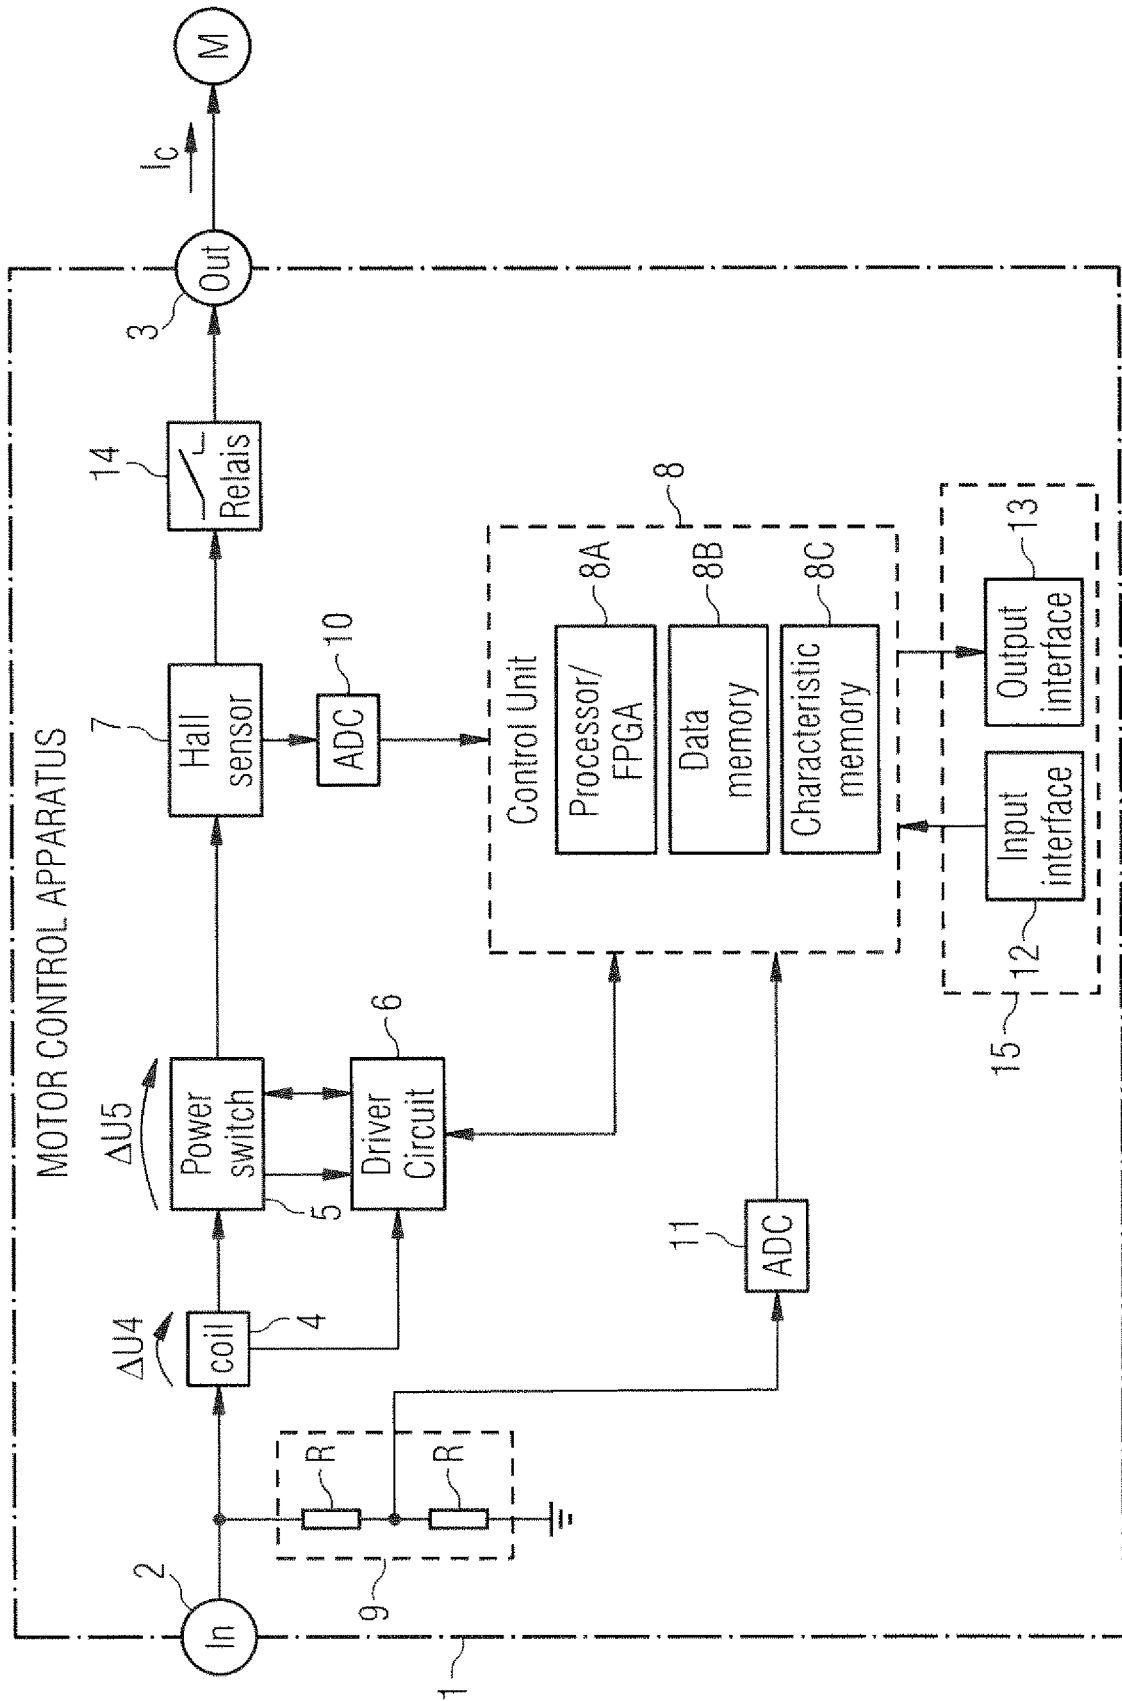 MOTOR CONTROL APPARATUS
1
In
2
9
R
R
ΔU4
coil
4
ΔU5
Power
switch
5
Driver
Circuit
6
7
Hall
sensor
ADC
10
14
Relais
3
Out
I_C
M
11
ADC
Control Unit
8
Processor/
FPGA
8A
Data
memory
8B
Characteristic
memory
8C
15
12
Input
interface
Output
interface
13